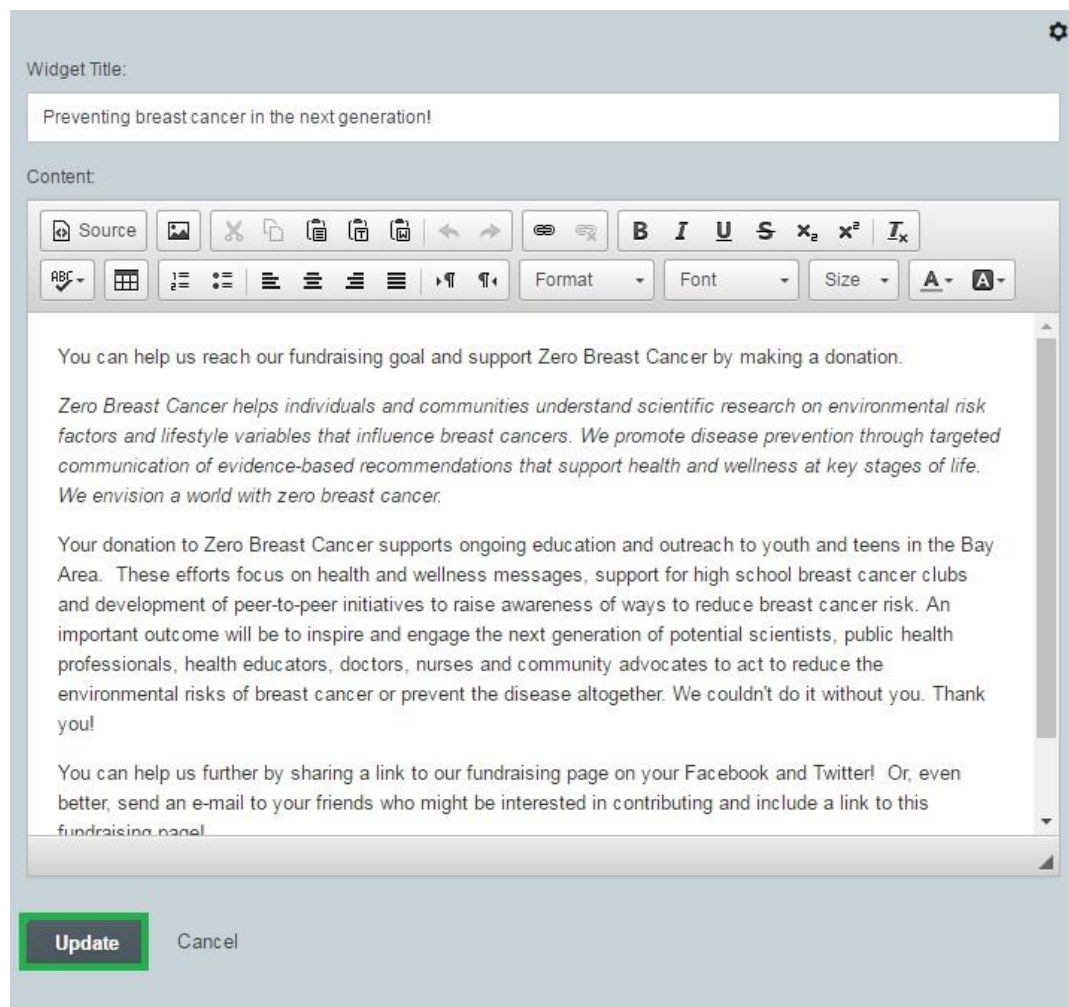 Widget Title:
Preventing breast cancer in the next generation!
Content:
Source B I U S x₂ x² Tx
ABC Format Font Size A A
You can help us reach our fundraising goal and support Zero Breast Cancer by making a donation.
Zero Breast Cancer helps individuals and communities understand scientific research on environmental risk
factors and lifestyle variables that influence breast cancers. We promote disease prevention through targeted
communication of evidence-based recommendations that support health and wellness at key stages of life.
We envision a world with zero breast cancer.
Your donation to Zero Breast Cancer supports ongoing education and outreach to youth and teens in the Bay
Area.  These efforts focus on health and wellness messages, support for high school breast cancer clubs
and development of peer-to-peer initiatives to raise awareness of ways to reduce breast cancer risk. An
important outcome will be to inspire and engage the next generation of potential scientists, public health
professionals, health educators, doctors, nurses and community advocates to act to reduce the
environmental risks of breast cancer or prevent the disease altogether. We couldn't do it without you. Thank
you!
You can help us further by sharing a link to our fundraising page on your Facebook and Twitter!  Or, even
better, send an e-mail to your friends who might be interested in contributing and include a link to this
fundraising page!
Update Cancel